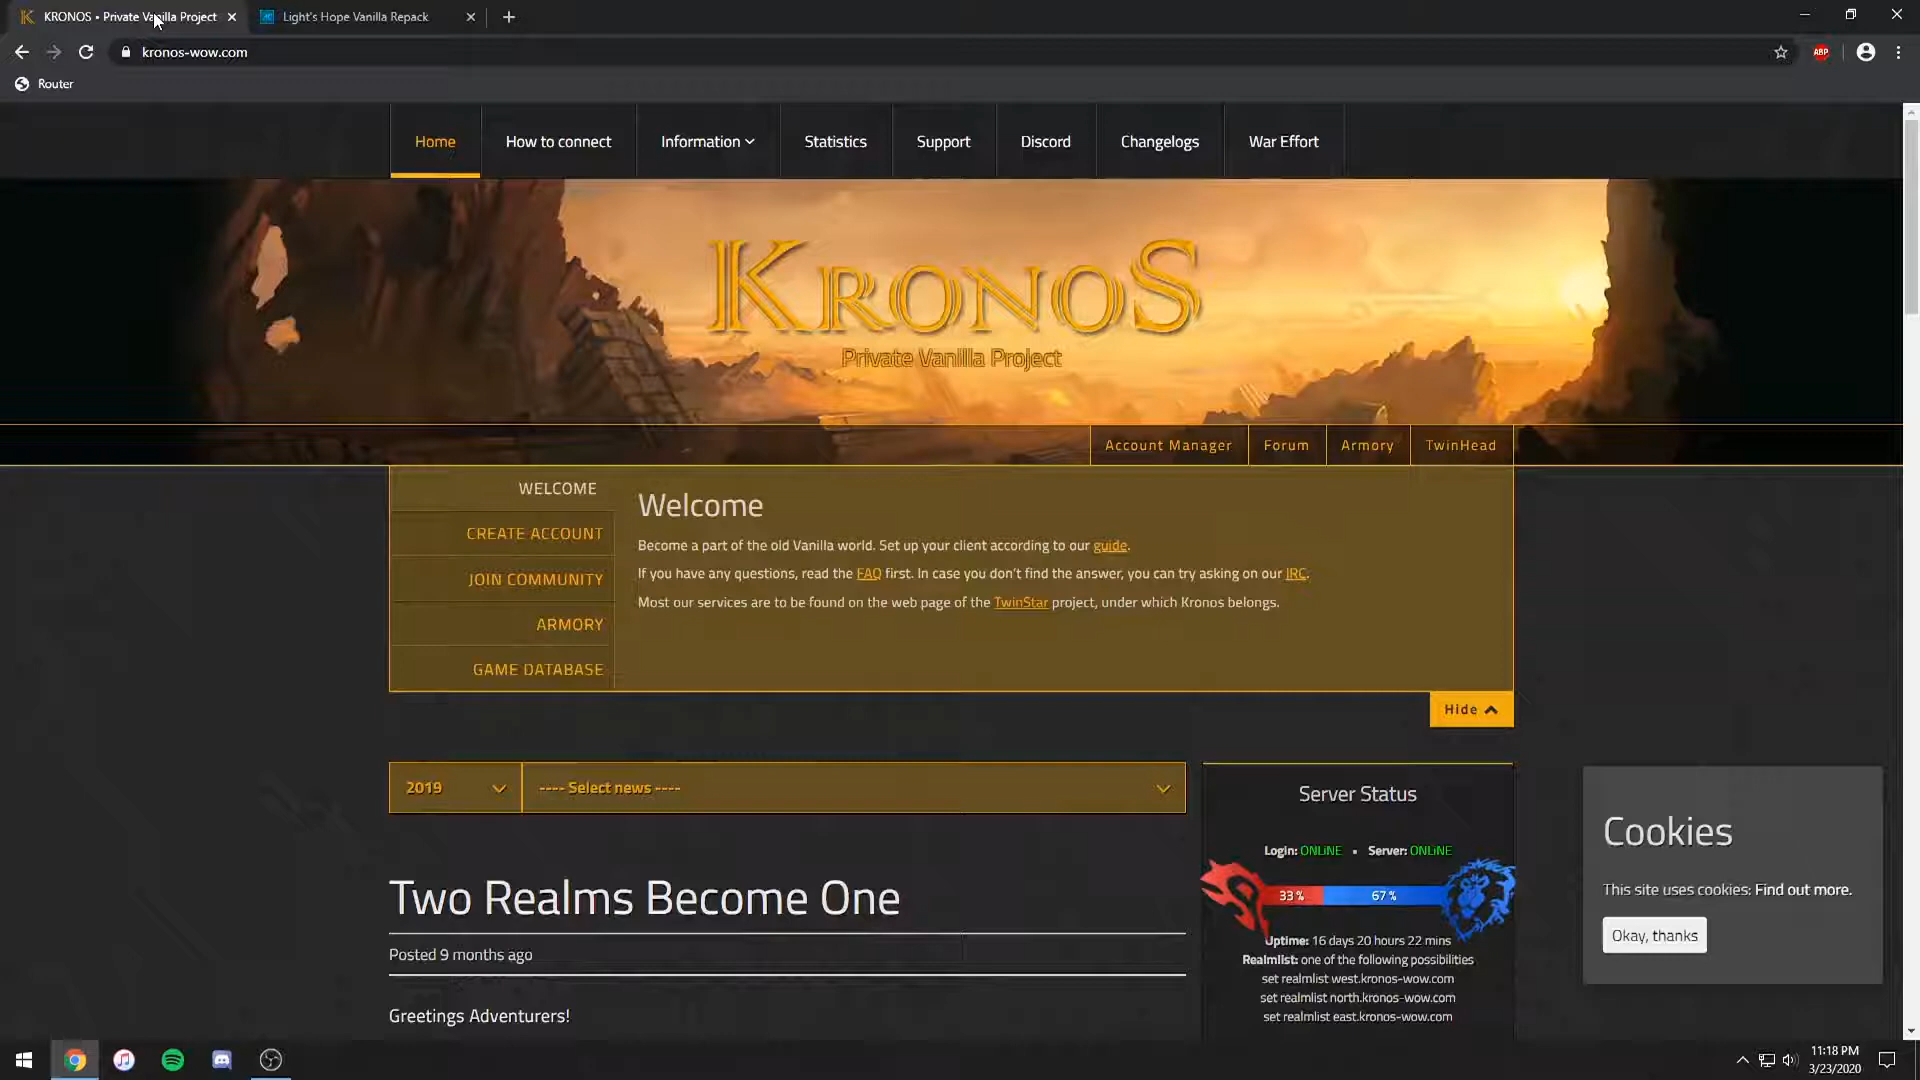 KRONOS • Private Vanilla Project
Light's Hope Vanilla Repack
kronos-wow.com
ABP
Router
Home
How to connect
Information
Statistics
Support
Discord
Changelogs
War Effort
KRONOS
Private Vanilla Project
Account Manager
Forum
Armory
TwinHead
WELCOME
CREATE ACCOUNT
JOIN COMMUNITY
ARMORY
GAME DATABASE
Welcome
Become a part of the old Vanilla world. Set up your client according to our guide.
If you have any questions, read the FAQ first. In case you don't find the answer, you can try asking on our IRC.
Most our services are to be found on the web page of the TwinStar project, under which Kronos belongs.
Hide
2019
---- Select news ----
Two Realms Become One
Posted 9 months ago
Greetings Adventurers!
Server Status
Login: ONLiNE • Server: ONLiNE
33 %
67 %
Uptime: 16 days 20 hours 22 mins
Realmlist: one of the following possibilities
set realmlist west.kronos-wow.com
set realmlist north.kronos-wow.com
set realmlist east.kronos-wow.com
Cookies
This site uses cookies: Find out more.
Okay, thanks
11:18 PM
3/23/2020